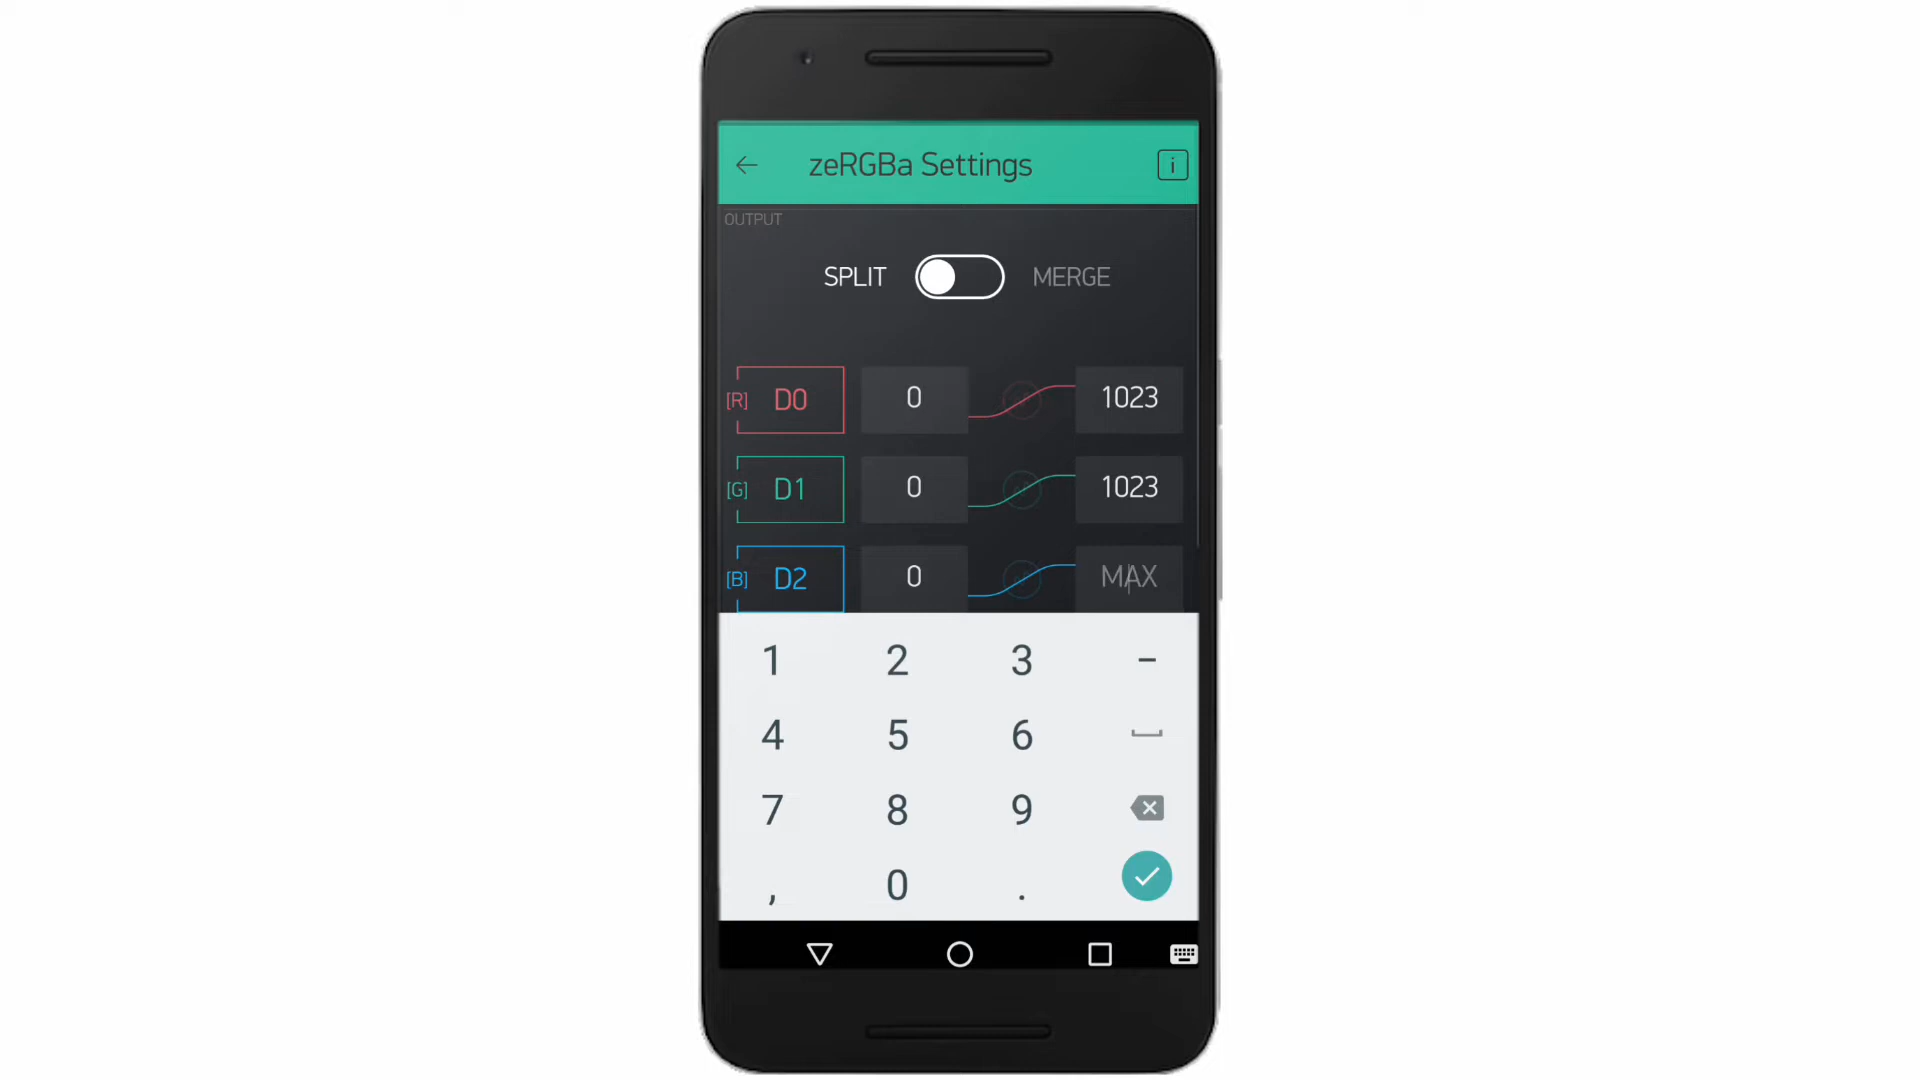 zeRGBa Settings
i
OUTPUT
SPLIT MERGE
[R] D0 0 1023
[G] D1 0 1023
[B] D2 0 MAX
1 2 3 -
4 5 6
7 8 9
, 0 .